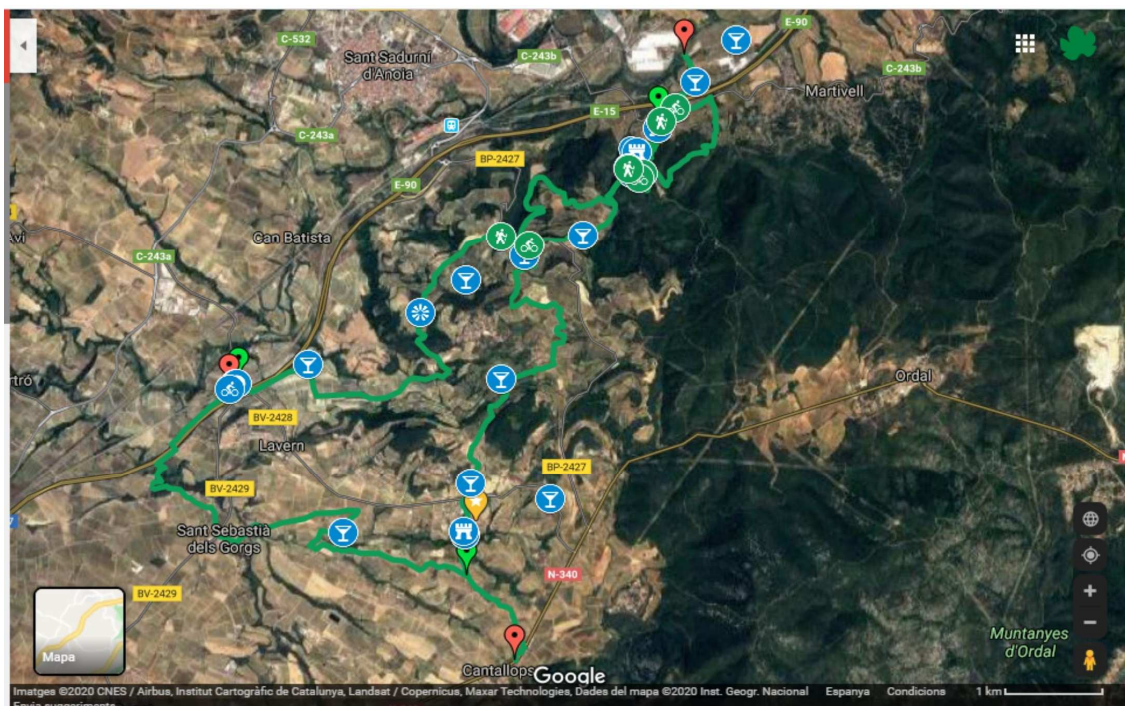 E-90
C-532
Sant Sadurní
d'Anoia
C-243b
C-243b
Martivell
E-15
C-243a
BP-2427
E-90
Can Batista
C-243a
Ordal
BV-2428
Lavern
BP-2427
BV-2429
Sant Sebastià
dels Gorgs
N-340
BV-2429
Muntanyes
d'Ordal
Mapa
Cantallops
Google
Imatges ©2020 CNES / Airbus, Institut Cartogràfic de Catalunya, Landsat / Copernicus, Maxar Technologies, Dades del mapa ©2020 Inst. Geogr. Nacional Espanya Condicions 1 km